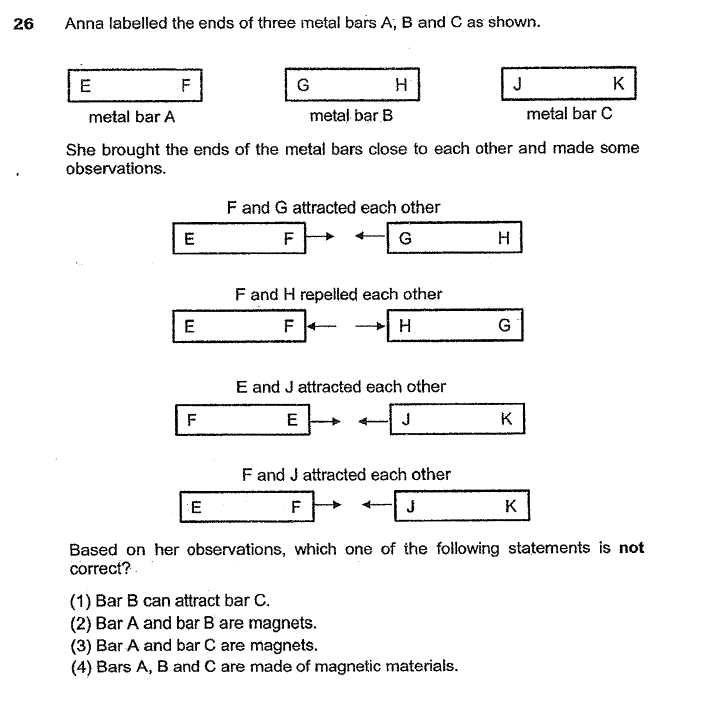 26 Anna labelled the ends of three metal bars A, B and C as shown.
E F G H J K
metal bar A metal bar B metal bar C
She brought the ends of the metal bars close to each other and made some
observations.
F and G attracted each other
E F G H
F and H repelled each other
E F H G
E and J attracted each other
F E J K
F and J attracted each other
E F J K
Based on her observations, which one of the following statements is not
correct?
(1) Bar B can attract bar C.
(2) Bar A and bar B are magnets.
(3) Bar A and bar C are magnets.
(4) Bars A, B and C are made of magnetic materials.